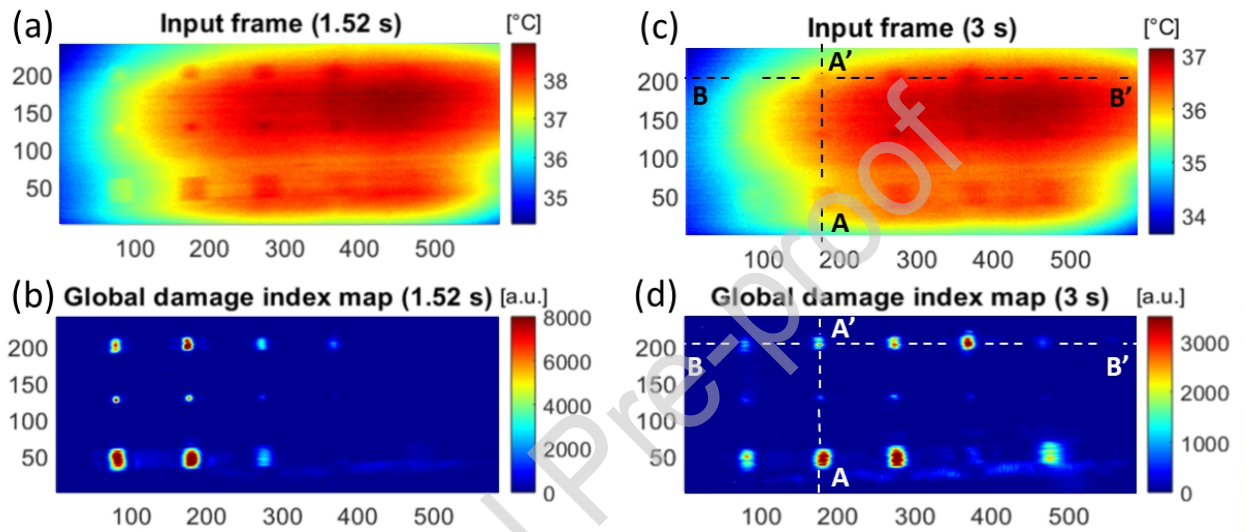 (a) Input frame (1.52 s) [°C]
200
150
100
50
100 200 300 400 500
38
37
36
35
(c) Input frame (3 s) [°C]
A'
B B'
A
200
150
100
50
100 200 300 400 500
37
36
35
34
(b) Global damage index map (1.52 s) [a.u.]
200
150
100
50
100 200 300 400 500
8000
6000
4000
2000
0
(d) Global damage index map (3 s) [a.u.]
A'
B B'
A
200
150
100
50
100 200 300 400 500
3000
2000
1000
0
l Pre-proof